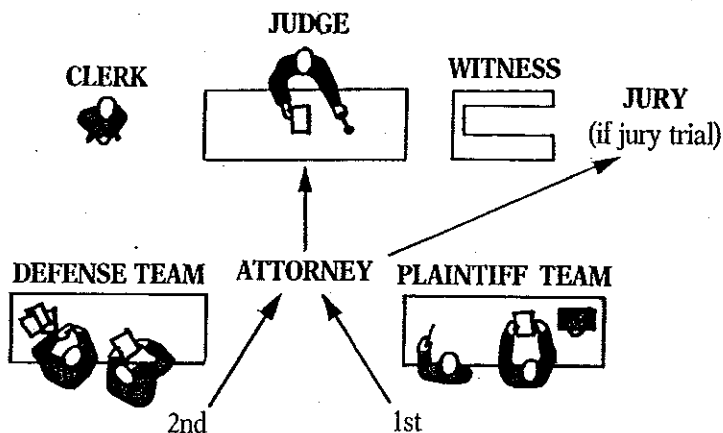 JUDGE
CLERK
WITNESS
JURY
(if jury trial)
DEFENSE TEAM
ATTORNEY
PLAINTIFF TEAM
2nd
1st